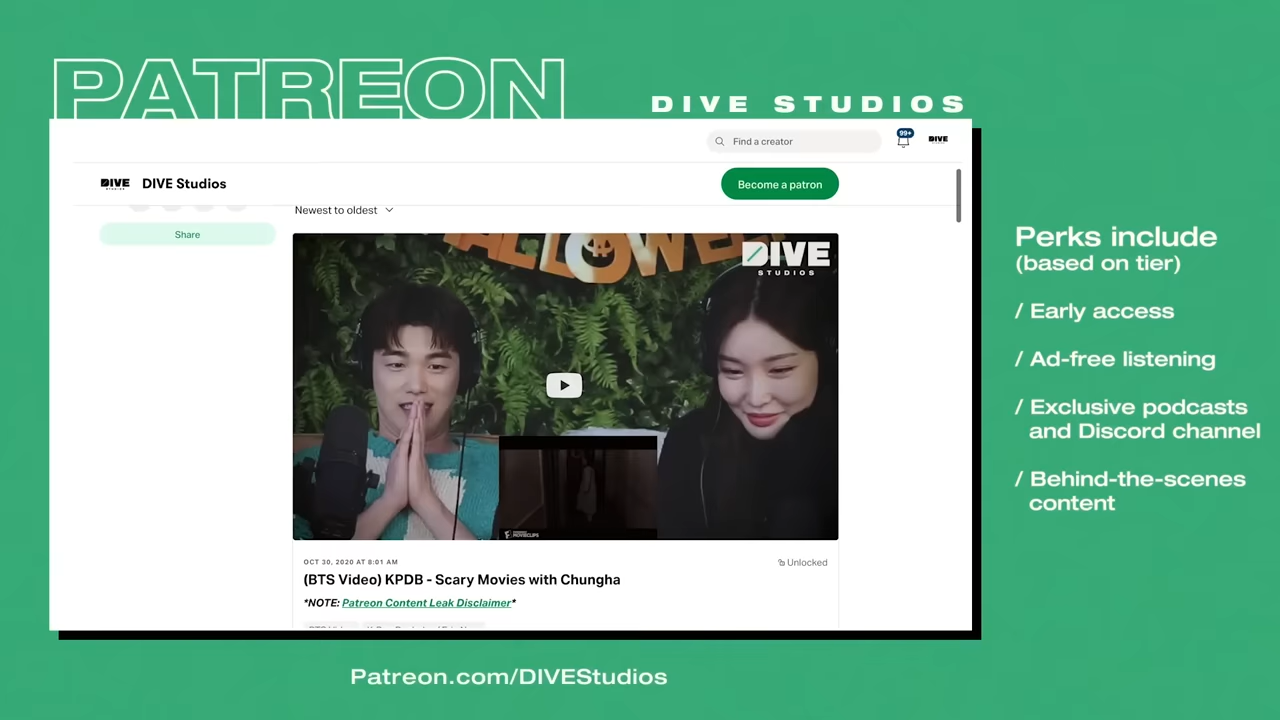 PATREON
DIVE STUDIOS
Find a creator
99+
DIVE
DIVE
STUDIOS
DIVE Studios
Become a patron
Newest to oldest
Share
HALLOWEEN
DIVE
STUDIOS
MOVIECLIPS
OCT 30, 2020 AT 8:01 AM
Unlocked
(BTS Video) KPDB - Scary Movies with Chungha
*NOTE: Patreon Content Leak Disclaimer*
Perks include
(based on tier)
/ Early access
/ Ad-free listening
/ Exclusive podcasts
and Discord channel
/ Behind-the-scenes
content
Patreon.com/DIVEStudios